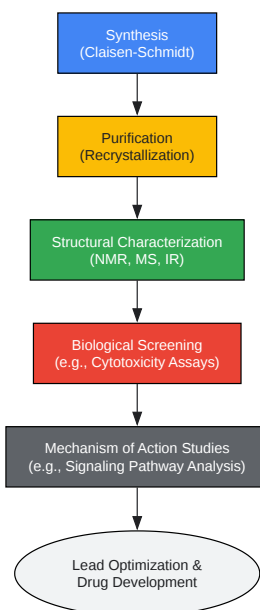 Synthesis
(Claisen-Schmidt)
Purification
(Recrystallization)
Structural Characterization
(NMR, MS, IR)
Biological Screening
(e.g., Cytotoxicity Assays)
Mechanism of Action Studies
(e.g., Signaling Pathway Analysis)
Lead Optimization &
Drug Development